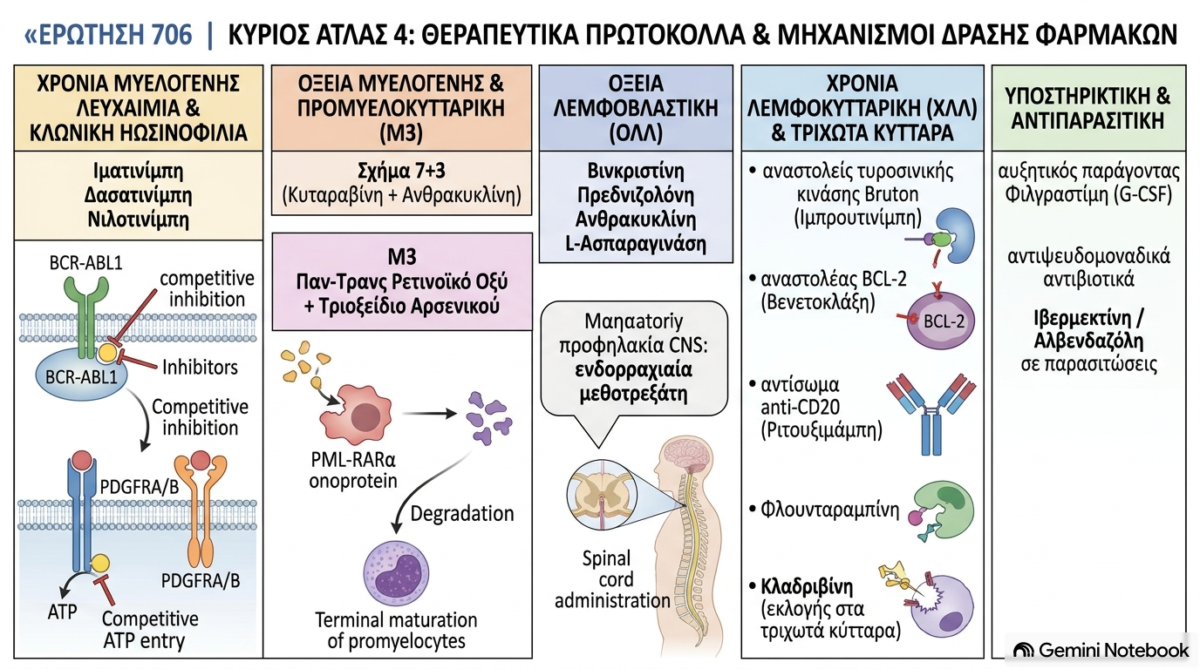 «ΕΡΩΤΗΣΗ 706 | ΚΥΡΙΟΣ ΑΤΛΑΣ 4: ΘΕΡΑΠΕΥΤΙΚΑ ΠΡΩΤΟΚΟΛΛΑ & ΜΗΧΑΝΙΣΜΟΙ ΔΡΑΣΗΣ ΦΑΡΜΑΚΩΝ
ΧΡΟΝΙΑ ΜΥΕΛΟΓΕΝΗΣ
ΛΕΥΧΑΙΜΙΑ &
ΚΛΩΝΙΚΗ ΗΩΣΙΝΟΦΙΛΙΑ
Ιματινίμπη
Δασατινίμπη
Νιλοτινίμπη
BCR-ABL1
competitive
inhibition
BCR-ABL1
Inhibitors
Competitive
inhibition
PDGFRA/B
PDGFRA/B
ATP
Competitive
ATP entry
ΟΞΕΙΑ ΜΥΕΛΟΓΕΝΗΣ &
ΠΡΟΜΥΕΛΟΚΥΤΤΑΡΙΚΗ
(M3)
Σχήμα 7+3
(Κυταραβίνη + Ανθρακυκλίνη)
M3
Παν-Τρανς Ρετινοϊκό Οξύ
+ Τριοξείδιο Αρσενικού
PML-RARα
onoprotein
Degradation
Terminal maturation
of promyelocytes
ΟΞΕΙΑ
ΛΕΜΦΟΒΛΑΣΤΙΚΗ
(ΟΛΛ)
Βινκριστίνη
Πρεδνιζολόνη
Ανθρακυκλίνη
L-Ασπαραγινάση
προφηλακία CNS:
ενδορραχιαία
μεθοτρεξάτη
Spinal
cord
administration
ΧΡΟΝΙΑ
ΛΕΜΦΟΚΥΤΤΑΡΙΚΗ (ΧΛΛ)
& ΤΡΙΧΩΤΑ ΚΥΤΤΑΡΑ
• αναστολείς τυροσινικής
κινάσης Bruton
(Ιμπρουτινίμπη)
• αναστολέας BCL-2
(Βενετοκλάξη)
BCL-2
• αντίσωμα
anti-CD20
(Ριτουξιμάμπη)
• Φλουνταραμπίνη
• Κλαδριβίνη
(εκλογής στα
τριχωτά κύτταρα)
ΥΠΟΣΤΗΡΙΚΤΙΚΗ &
ΑΝΤΙΠΑΡΑΣΙΤΙΚΗ
αυξητικός παράγοντας
Φιλγραστίμη (G-CSF)
αντιψευδομοναδικά
αντιβιοτικά
Ιβερμεκτίνη /
Αλβενδαζόλη
σε παρασιτώσεις
Gemini Notebook